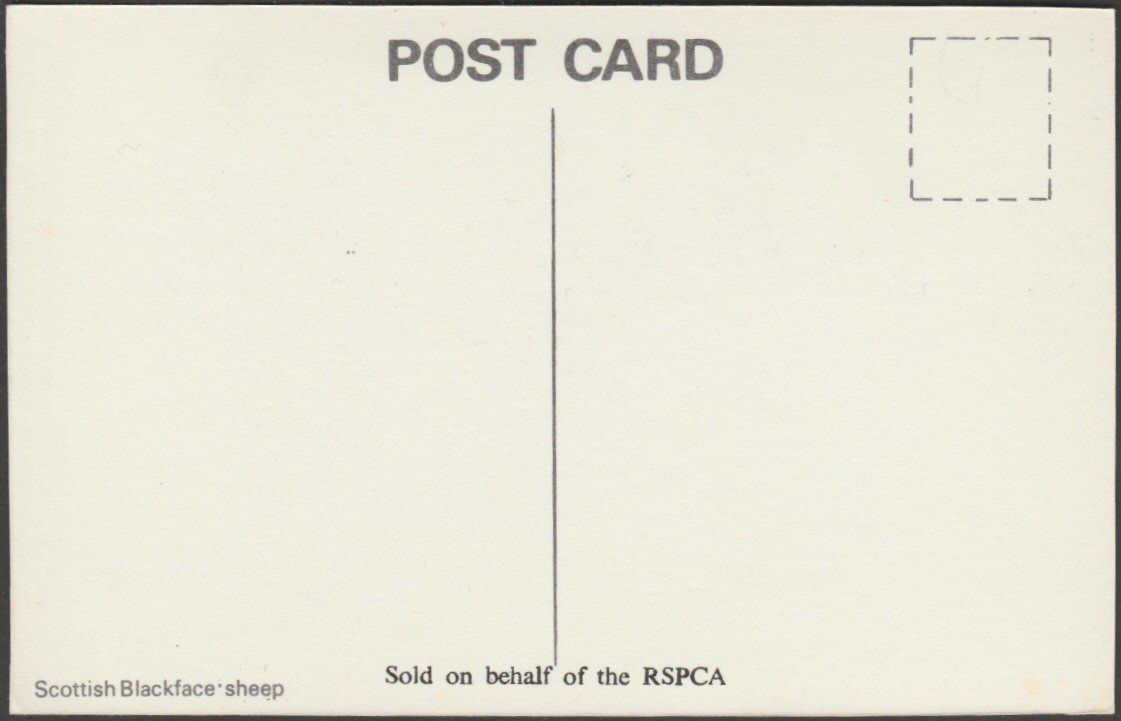 POST CARD
Sold on behalf of the RSPCA
Scottish Blackface sheep